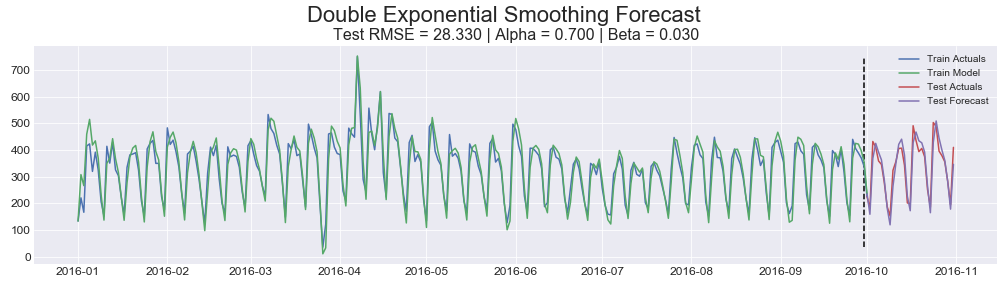 Double Exponential Smoothing Forecast
Test RMSE = 28.330 | Alpha = 0.700 | Beta = 0.030
Train Actuals
Train Model
Test Actuals
Test Forecast
700
600
500
400
300
200
100
0
2016-01 2016-02 2016-03 2016-04 2016-05 2016-06 2016-07 2016-08 2016-09 2016-10 2016-11